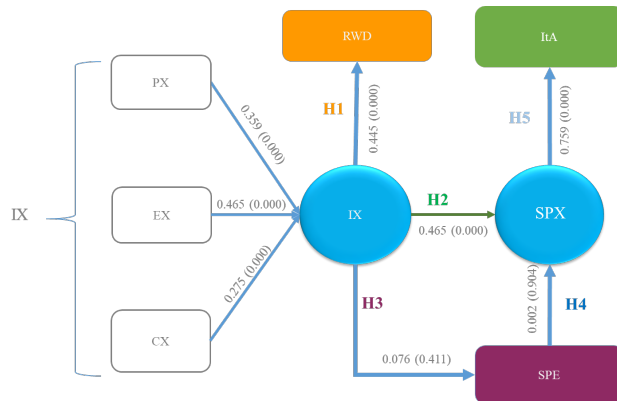 RWD
ItA
PX
H1
0.445 (0.000)
H5
0.759 (0.000)
0.359 (0.000)
IX
EX
0.465 (0.000)
IX
H2
0.465 (0.000)
SPX
0.275 (0.000)
H3
0.002 (0.904)
H4
CX
0.076 (0.411)
SPE